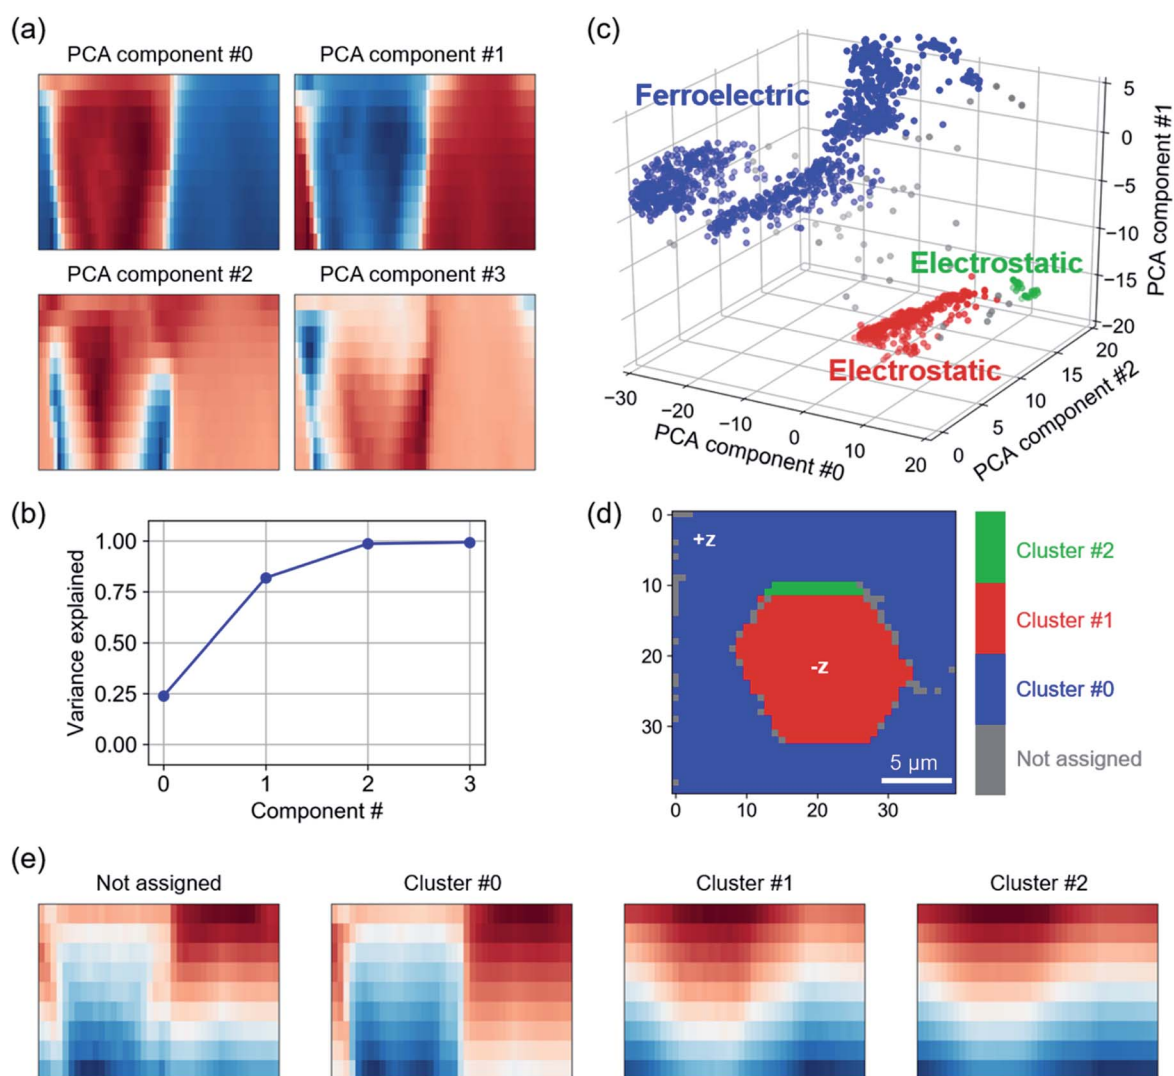 (a)
PCA component #0
PCA component #1
PCA component #2
PCA component #3
(b)
Variance explained
1.00
0.75
0.50
0.25
0.00
0 1 2 3
Component #
(c)
Ferroelectric
Electrostatic
Electrostatic
5
0
−5
−10
−15
−20
PCA component #1
−30 −20 −10 0 10 20
PCA component #0
0 5 10 15 20
PCA component #2
(d)
0
10
20
30
+z
-z
5 μm
0 10 20 30
Cluster #2
Cluster #1
Cluster #0
Not assigned
(e)
Not assigned
Cluster #0
Cluster #1
Cluster #2